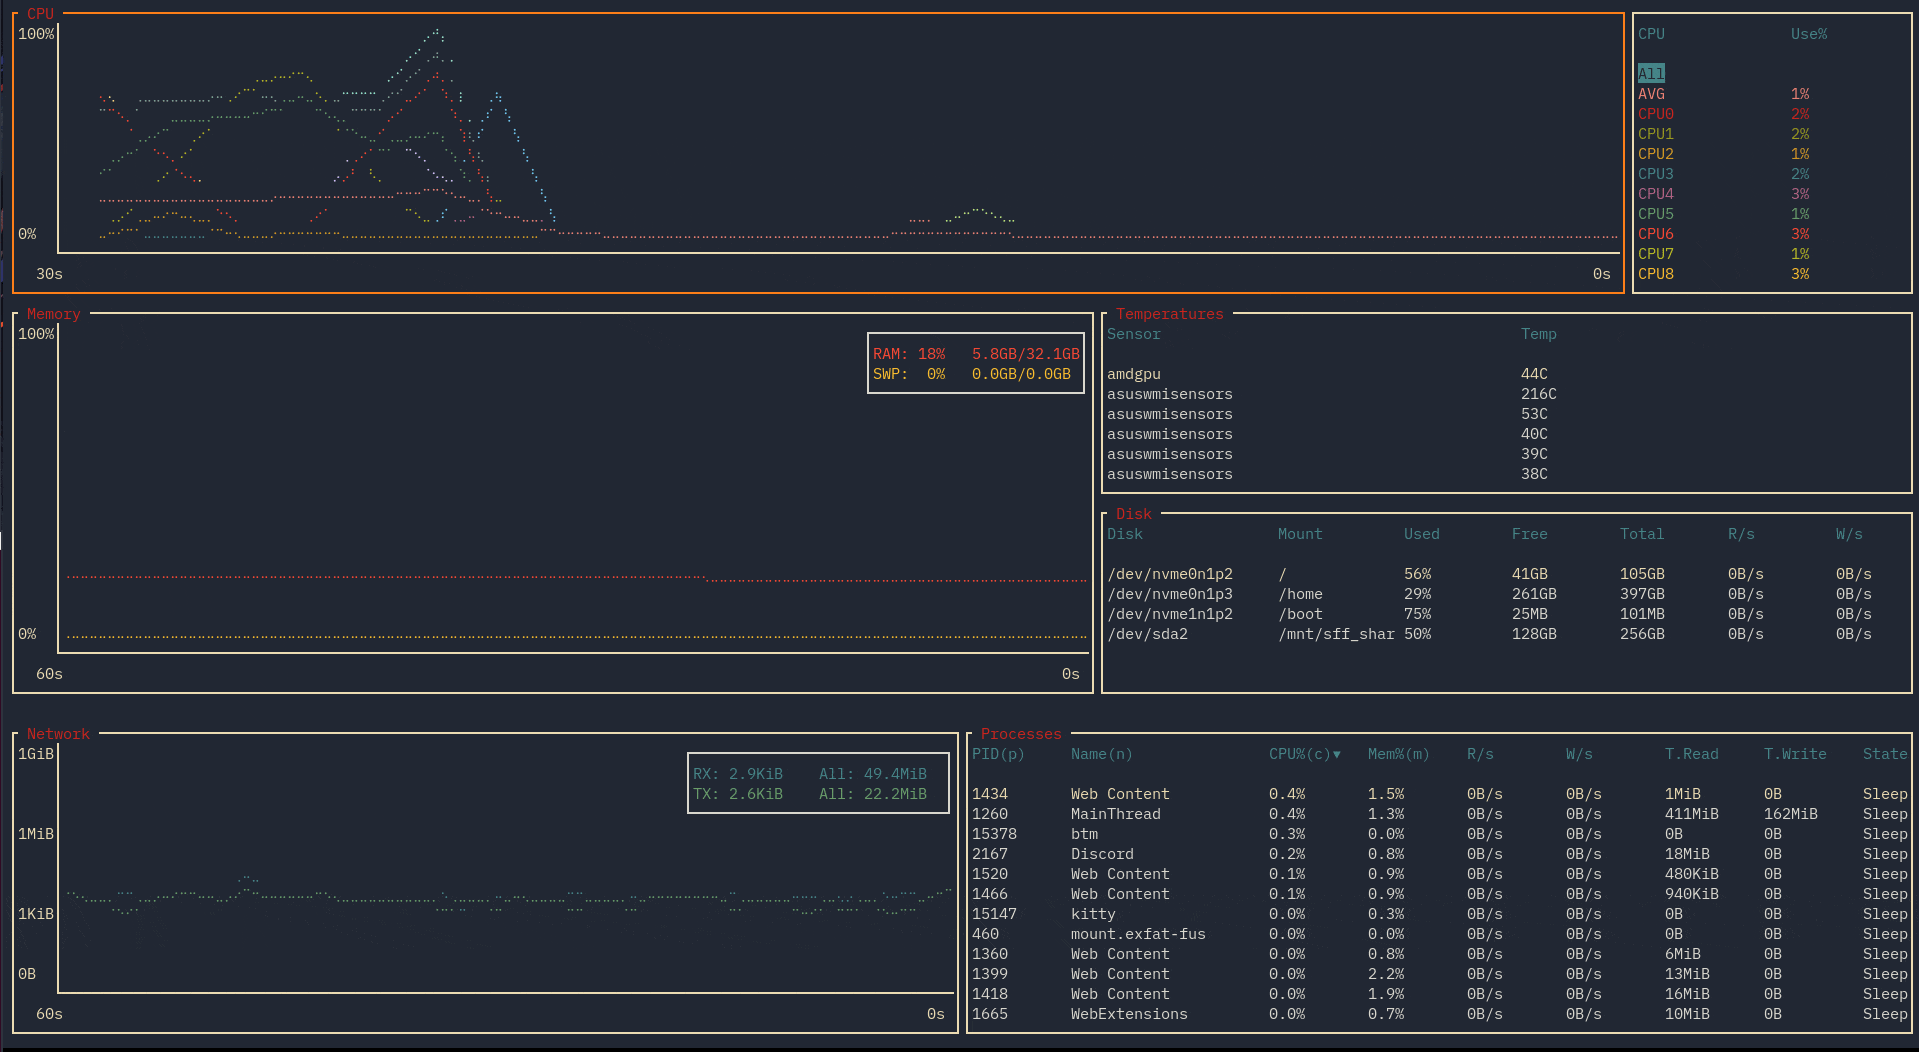 CPU
100%
0%
30s 0s
CPU Use%
All
AVG 1%
CPU0 2%
CPU1 2%
CPU2 1%
CPU3 2%
CPU4 3%
CPU5 1%
CPU6 3%
CPU7 1%
CPU8 3%
Memory
100%
RAM: 18% 5.8GB/32.1GB
SWP: 0% 0.0GB/0.0GB
0%
60s 0s
Temperatures
Sensor Temp
amdgpu 44C
asuswmisensors 216C
asuswmisensors 53C
asuswmisensors 40C
asuswmisensors 39C
asuswmisensors 38C
Disk
Disk Mount Used Free Total R/s W/s
/dev/nvme0n1p2 / 56% 41GB 105GB 0B/s 0B/s
/dev/nvme0n1p3 /home 29% 261GB 397GB 0B/s 0B/s
/dev/nvme1n1p2 /boot 75% 25MB 101MB 0B/s 0B/s
/dev/sda2 /mnt/sff_shar 50% 128GB 256GB 0B/s 0B/s
Network
1GiB
RX: 2.9KiB All: 49.4MiB
TX: 2.6KiB All: 22.2MiB
1MiB
1KiB
0B
60s 0s
Processes
PID(p) Name(n) CPU%(c)▼ Mem%(m) R/s W/s T.Read T.Write State
1434 Web Content 0.4% 1.5% 0B/s 0B/s 1MiB 0B Sleep
1260 MainThread 0.4% 1.3% 0B/s 0B/s 411MiB 162MiB Sleep
15378 btm 0.3% 0.0% 0B/s 0B/s 0B 0B Sleep
2167 Discord 0.2% 0.8% 0B/s 0B/s 18MiB 0B Sleep
1520 Web Content 0.1% 0.9% 0B/s 0B/s 480KiB 0B Sleep
1466 Web Content 0.1% 0.9% 0B/s 0B/s 940KiB 0B Sleep
15147 kitty 0.0% 0.3% 0B/s 0B/s 0B 0B Sleep
460 mount.exfat-fus 0.0% 0.0% 0B/s 0B/s 0B 0B Sleep
1360 Web Content 0.0% 0.8% 0B/s 0B/s 6MiB 0B Sleep
1399 Web Content 0.0% 2.2% 0B/s 0B/s 13MiB 0B Sleep
1418 Web Content 0.0% 1.9% 0B/s 0B/s 16MiB 0B Sleep
1665 WebExtensions 0.0% 0.7% 0B/s 0B/s 10MiB 0B Sleep